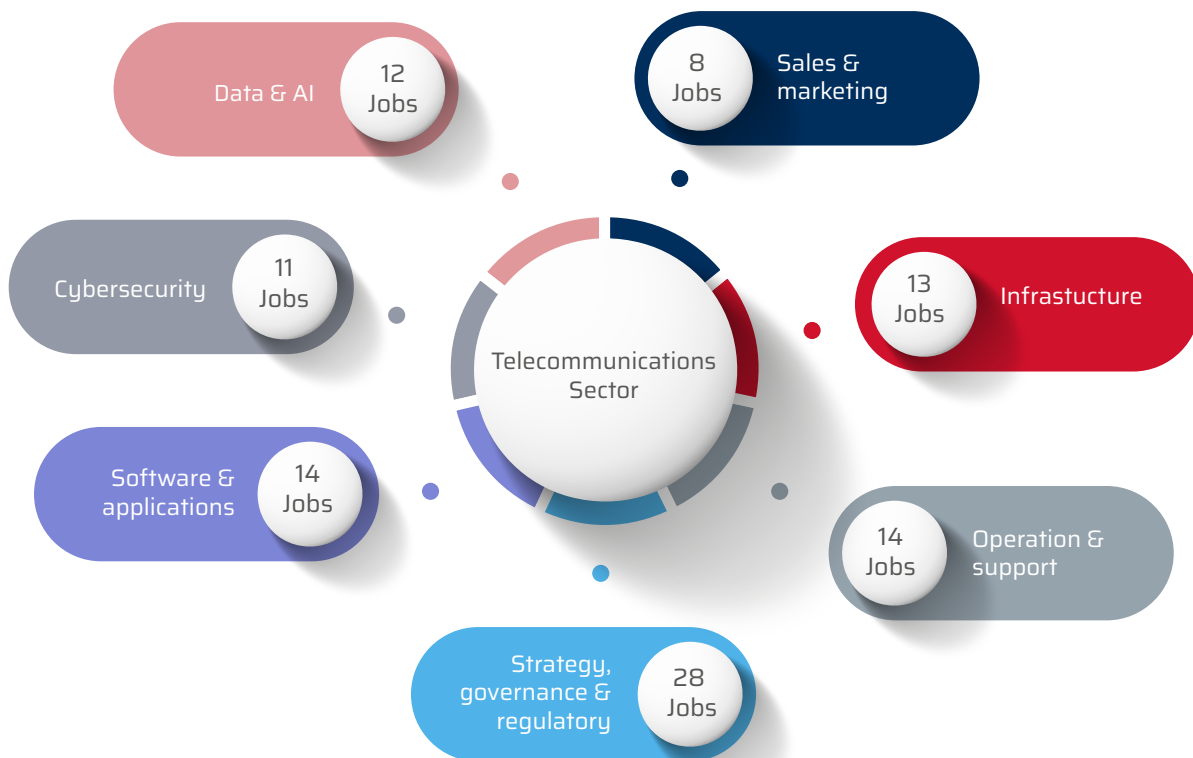 Data & AI
12
Jobs
8
Jobs
Sales &
marketing
Cybersecurity
11
Jobs
13
Jobs
Infrastucture
Telecommunications
Sector
Software &
applications
14
Jobs
14
Jobs
Operation &
support
Strategy,
governance &
regulatory
28
Jobs